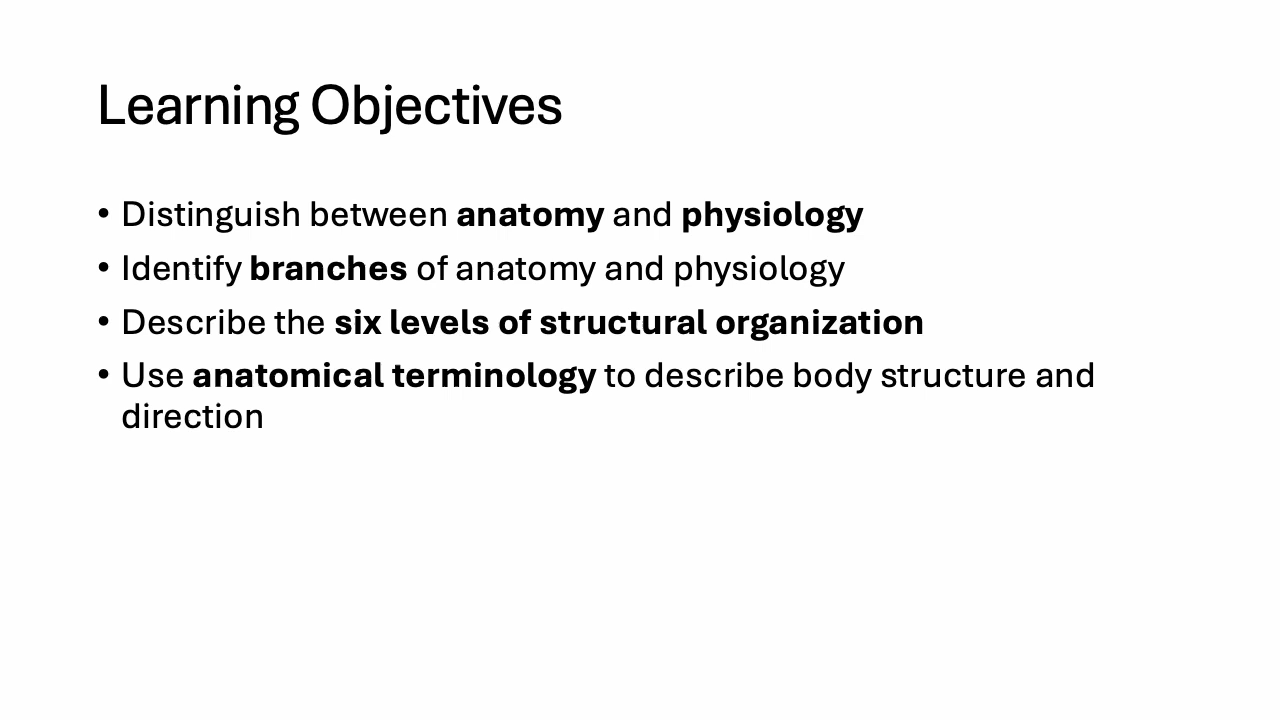 Learning Objectives
• Distinguish between anatomy and physiology
• Identify branches of anatomy and physiology
• Describe the six levels of structural organization
• Use anatomical terminology to describe body structure and
direction